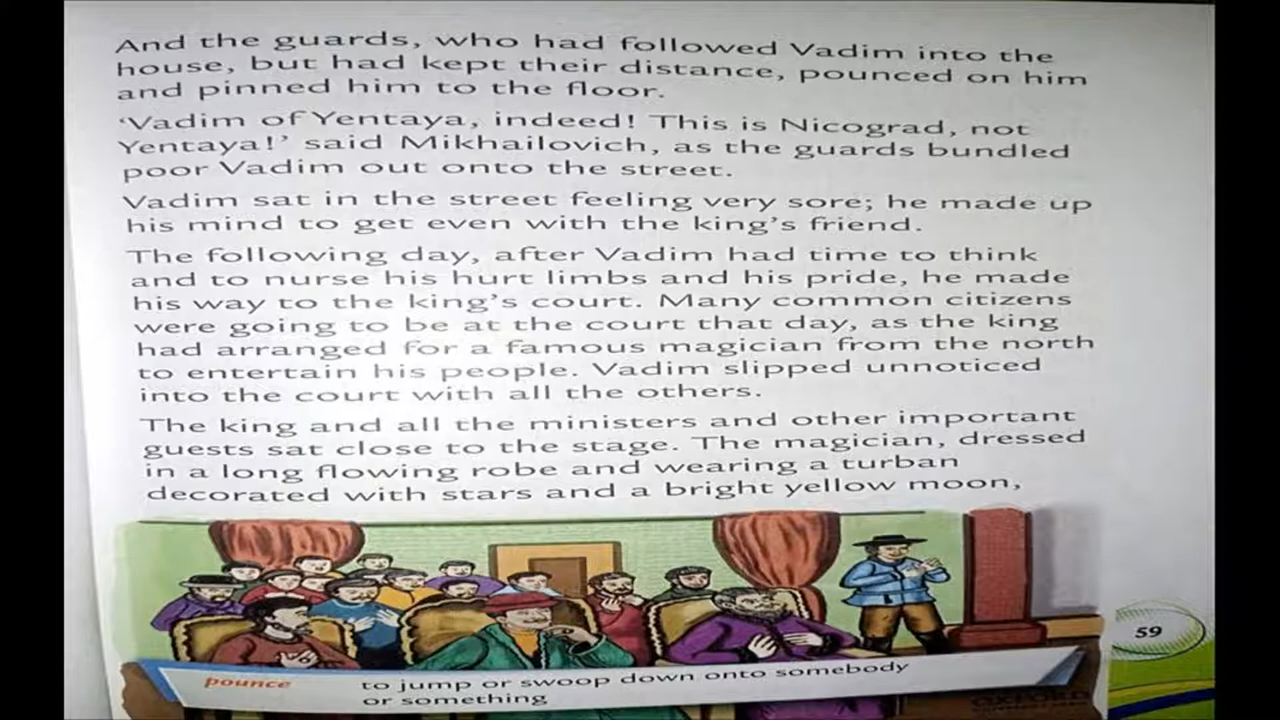 And the guards, who had followed Vadim into the
house, but had kept their distance, pounced on him
and pinned him to the floor.
‘Vadim of Yentaya, indeed! This is Nicograd, not
Yentaya!’ said Mikhailovich, as the guards bundled
poor Vadim out onto the street.
Vadim sat in the street feeling very sore; he made up
his mind to get even with the king’s friend.
The following day, after Vadim had time to think
and to nurse his hurt limbs and his pride, he made
his way to the king’s court. Many common citizens
were going to be at the court that day, as the king
had arranged for a famous magician from the north
to entertain his people. Vadim slipped unnoticed
into the court with all the others.
The king and all the ministers and other important
guests sat close to the stage. The magician, dressed
in a long flowing robe and wearing a turban
decorated with stars and a bright yellow moon,
59
pounce to jump or swoop down onto somebody
or something
OXFORD